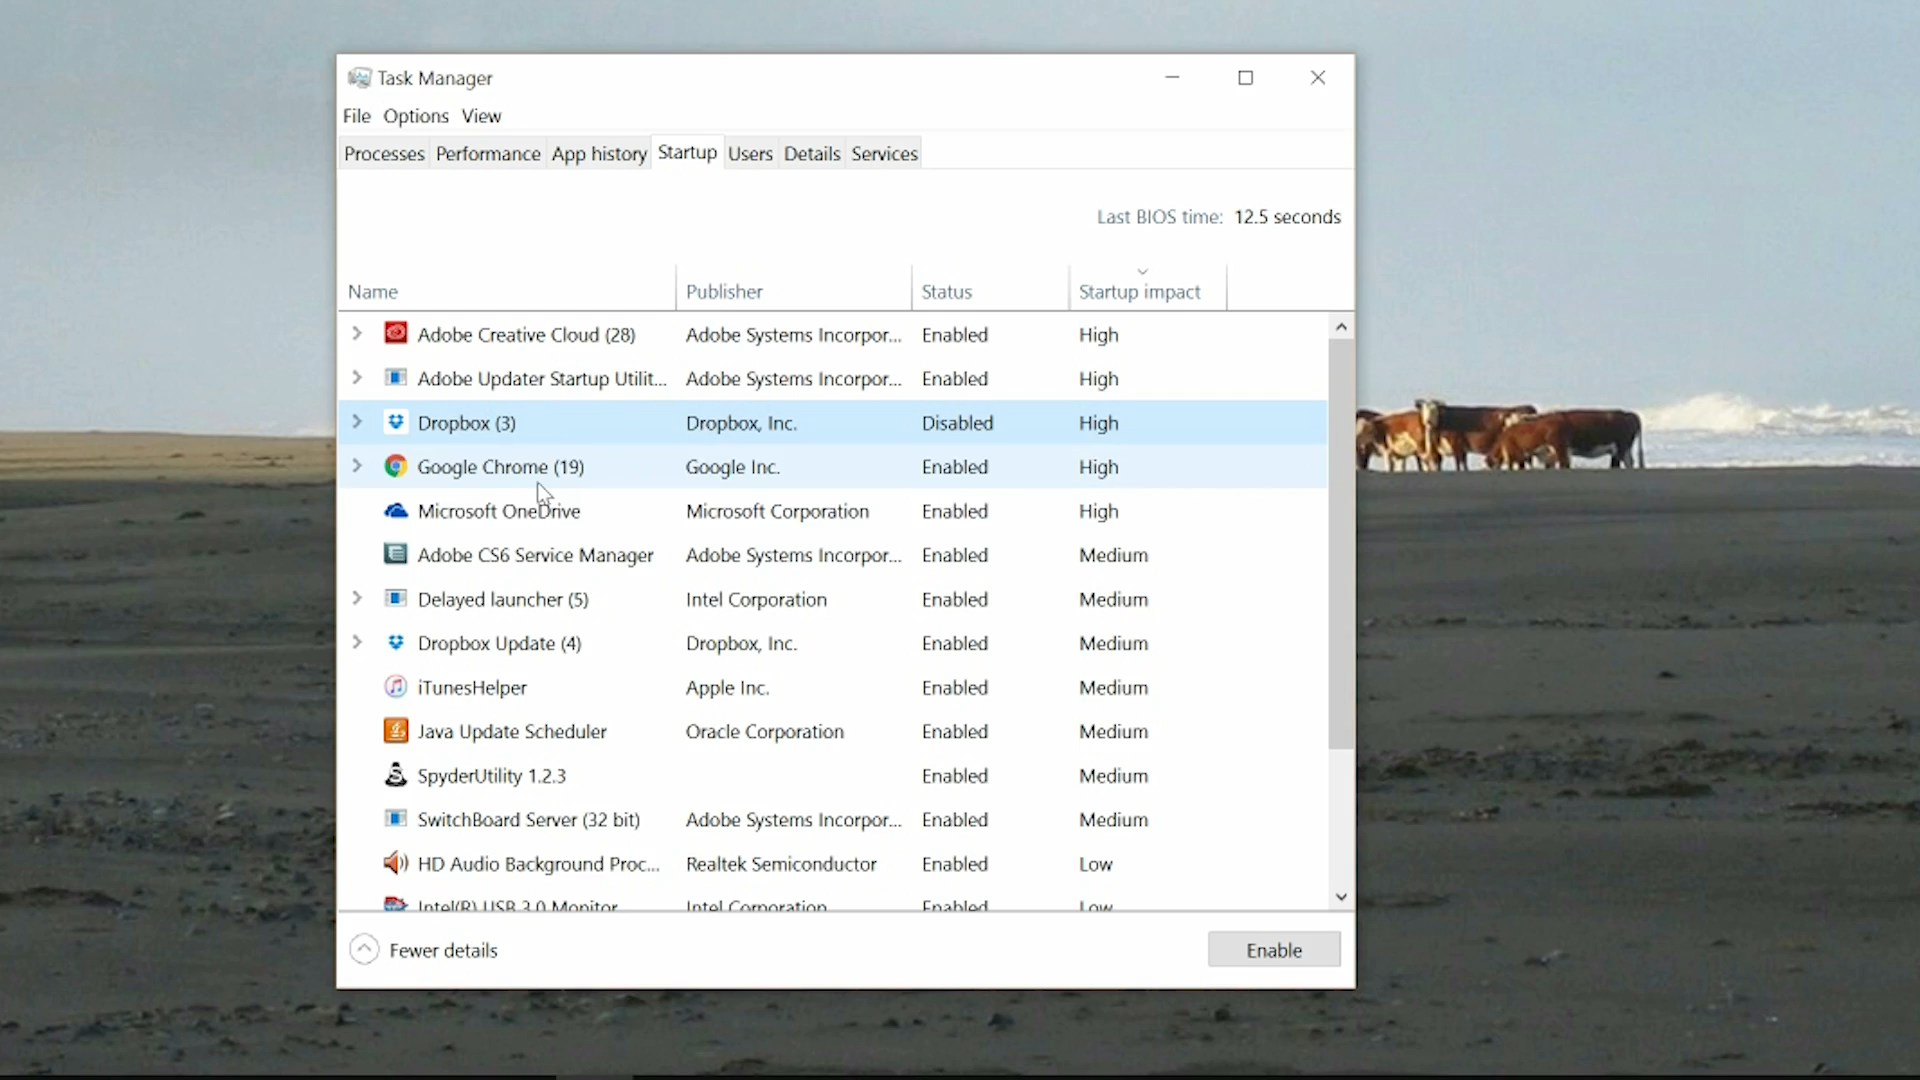 Task Manager
File Options View
Processes Performance App history Startup Users Details Services
Last BIOS time: 12.5 seconds
Name Publisher Status Startup impact
Adobe Creative Cloud (28) Adobe Systems Incorpor... Enabled High
Adobe Updater Startup Utilit... Adobe Systems Incorpor... Enabled High
Dropbox (3) Dropbox, Inc. Disabled High
Google Chrome (19) Google Inc. Enabled High
Microsoft OneDrive Microsoft Corporation Enabled High
Adobe CS6 Service Manager Adobe Systems Incorpor... Enabled Medium
Delayed launcher (5) Intel Corporation Enabled Medium
Dropbox Update (4) Dropbox, Inc. Enabled Medium
iTunesHelper Apple Inc. Enabled Medium
Java Update Scheduler Oracle Corporation Enabled Medium
SpyderUtility 1.2.3 Enabled Medium
SwitchBoard Server (32 bit) Adobe Systems Incorpor... Enabled Medium
HD Audio Background Proc... Realtek Semiconductor Enabled Low
Intel(R) USB 3.0 Monitor Intel Corporation Enabled Low
Fewer details Enable